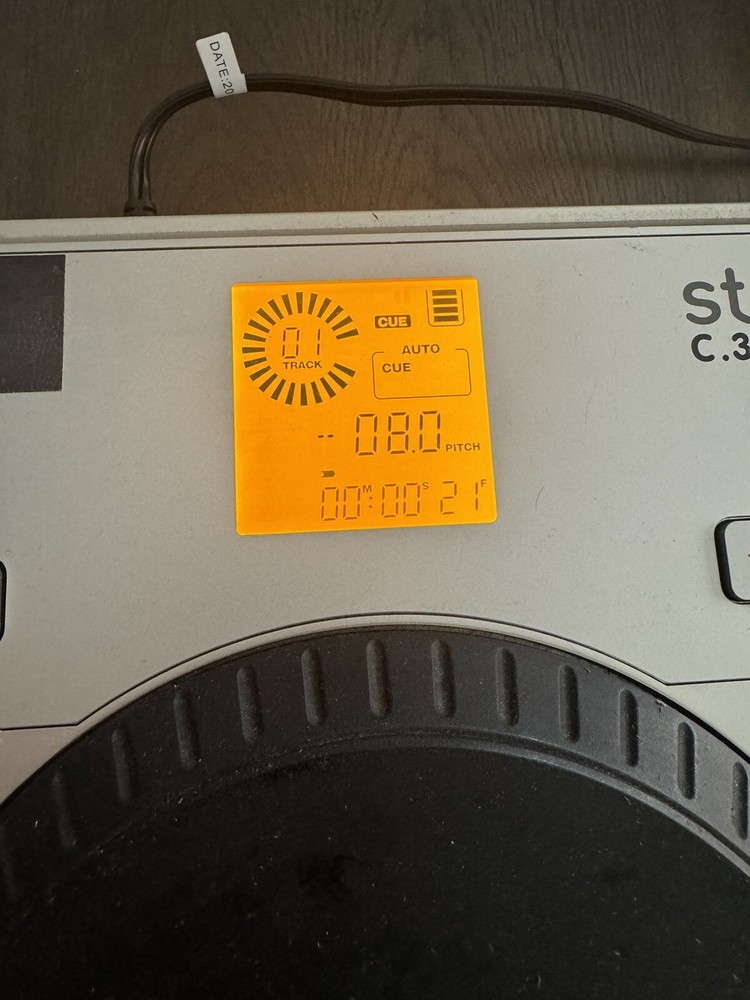 DATE:20
st
C.3
01
TRACK
CUE
AUTO
CUE
-08.0 PITCH
00M:00S 21F